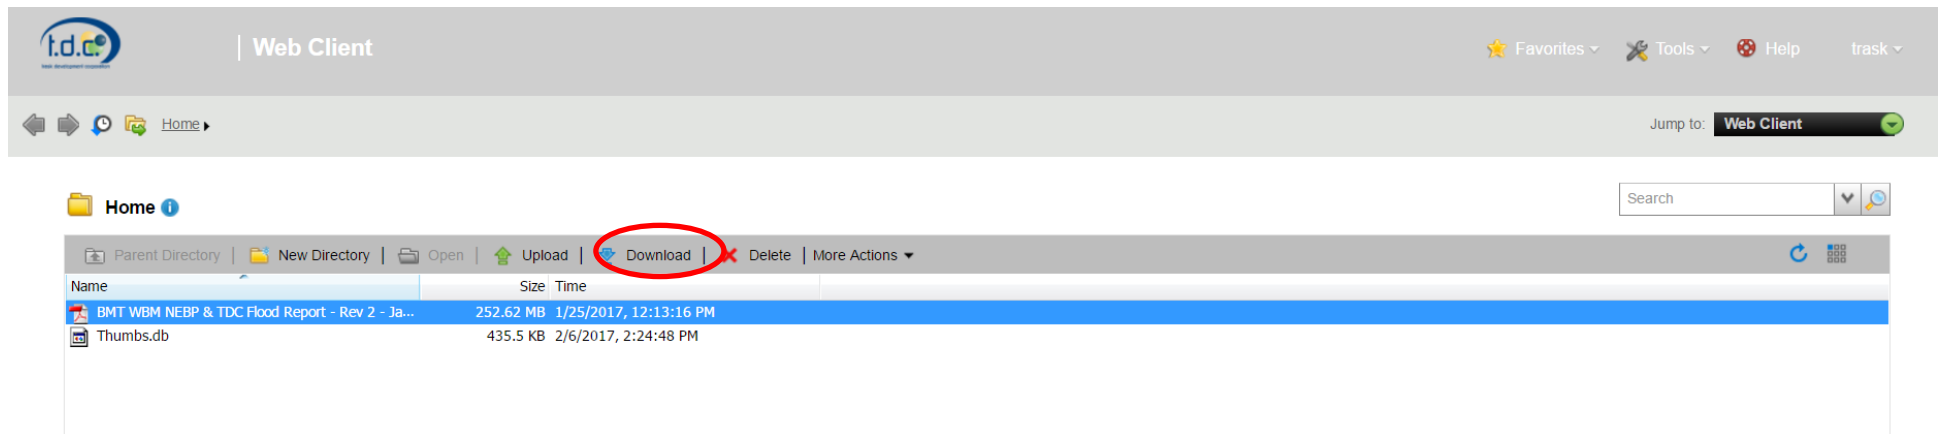 t.d.c.
Web Client
Favorites
Tools
Help
trask
Home
Jump to: Web Client
Home
Search
Parent Directory | New Directory | Open | Upload | Download | Delete | More Actions
Name Size Time
BMT WBM NEBP & TDC Flood Report - Rev 2 - Ja... 252.62 MB 1/25/2017, 12:13:16 PM
Thumbs.db 435.5 KB 2/6/2017, 2:24:48 PM